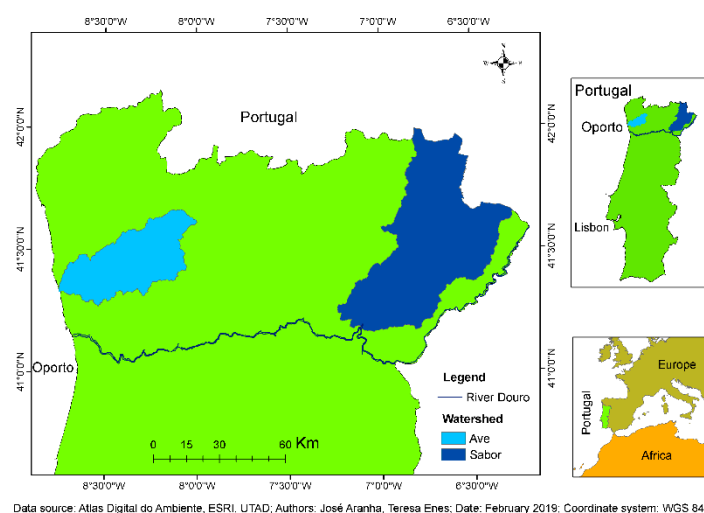 8°30'0"W 8°0'0"W 7°30'0"W 7°0'0"W 6°30'0"W
Portugal
42°0'0"N
41°30'0"N
41°0'0"N
42°0'0"N
41°30'0"N
41°0'0"N
N
W
E
S
Oporto
0 15 30 60 Km
Legend
River Douro
Watershed
Ave
Sabor
8°30'0"W 8°0'0"W 7°30'0"W 7°0'0"W 6°30'0"W
Portugal
Oporto
Lisbon
Europe
Portugal
Africa
Data source: Atlas Digital do Ambiente, ESRI, UTAD; Authors: José Aranha, Teresa Enes; Date: February 2019; Coordinate system: WGS 84